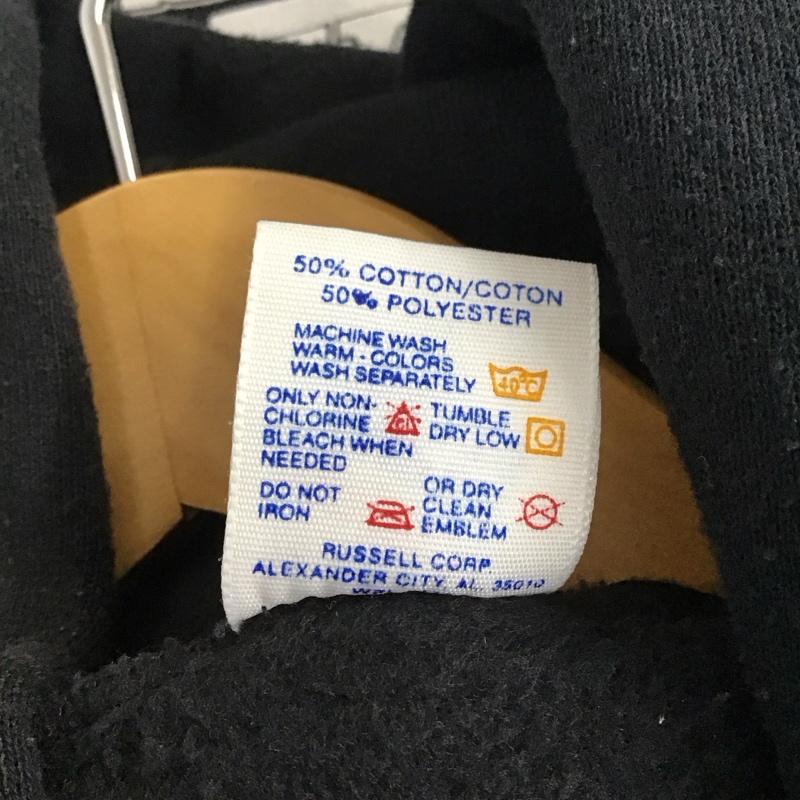 50% COTTON/COTON
50% POLYESTER
MACHINE WASH
WARM - COLORS
WASH SEPARATELY
40°C
ONLY NON-
CHLORINE
BLEACH WHEN
NEEDED
Cl
TUMBLE
DRY LOW
DO NOT
IRON
OR DRY
CLEAN
EMBLEM
RUSSELL CORP
ALEXANDER CITY, AL 35010